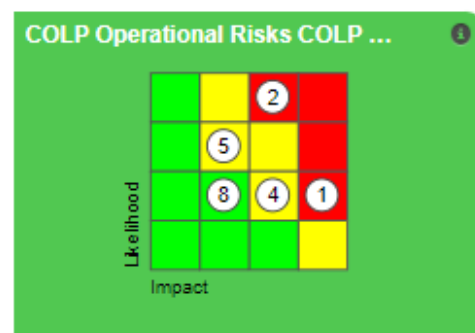 COLP Operational Risks COLP ...
2
5
8 4 1
Likelihood
Impact